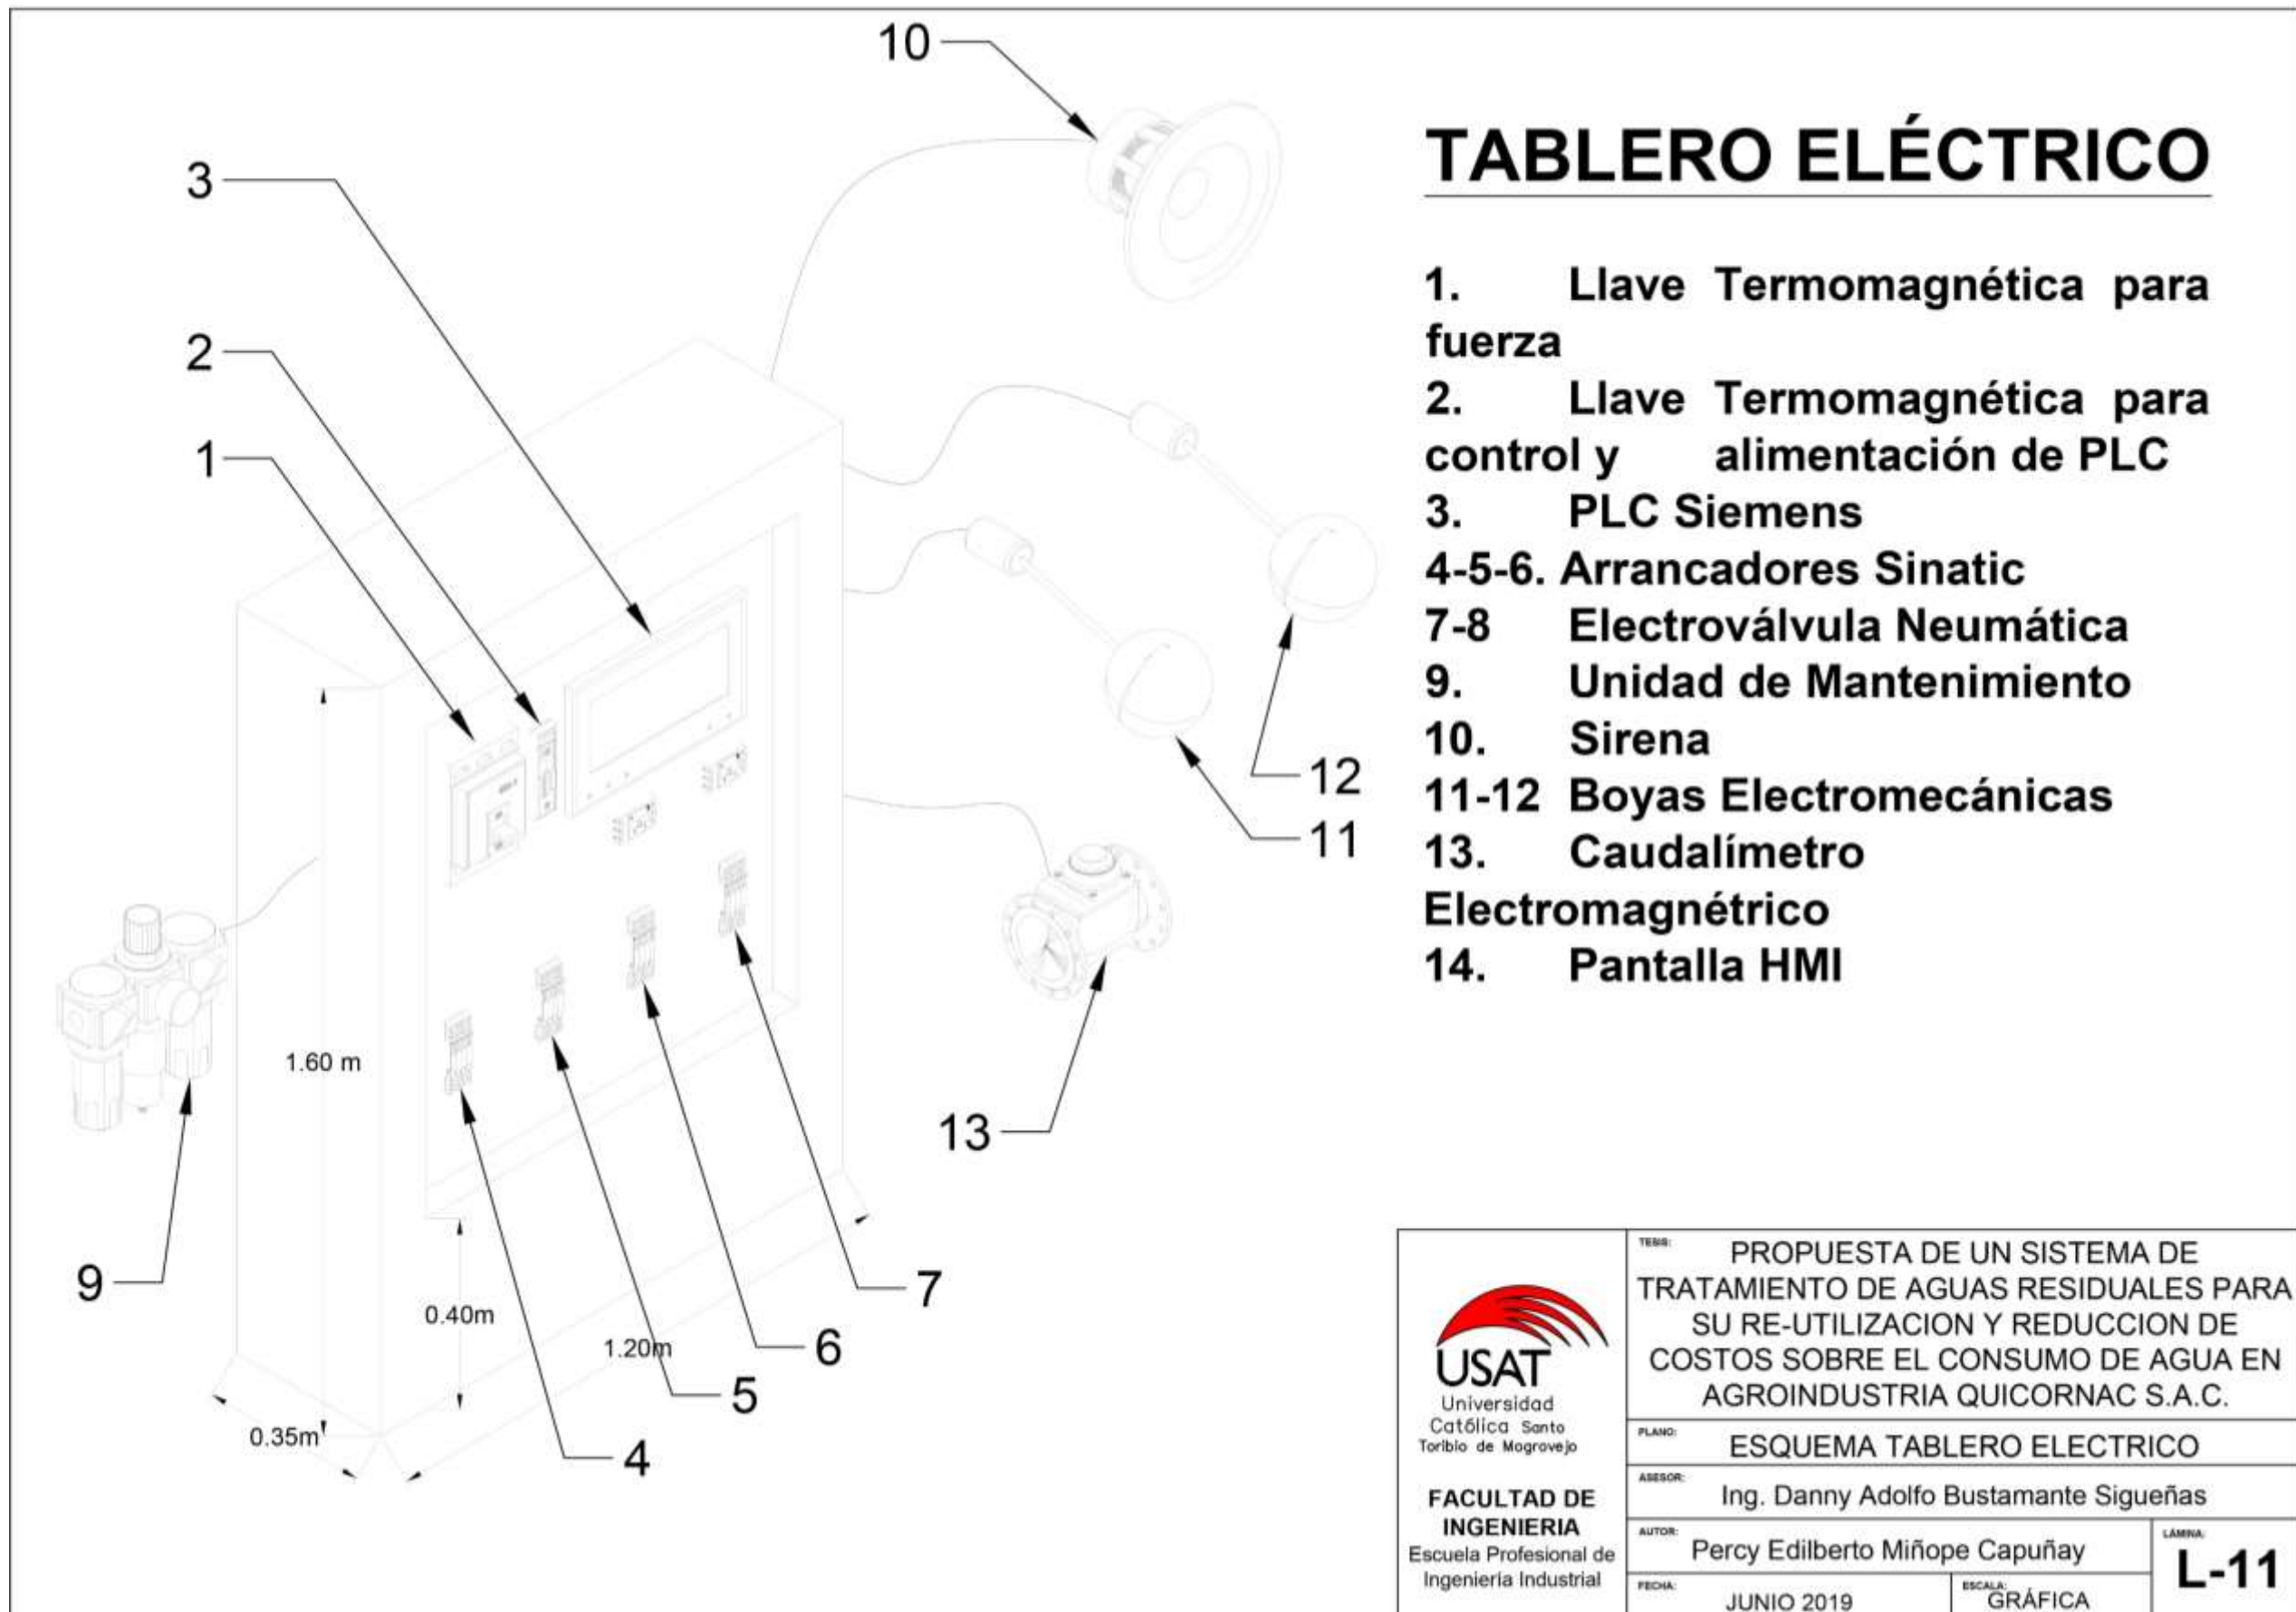 10
3
2
1
12
11
13
9
7
6
5
4
1.60 m
0.40m
1.20m
0.35m
TABLERO ELÉCTRICO
1. Llave Termomagnética para
fuerza
2. Llave Termomagnética para
control y alimentación de PLC
3. PLC Siemens
4-5-6. Arrancadores Sinatic
7-8 Electroválvula Neumática
9. Unidad de Mantenimiento
10. Sirena
11-12 Boyas Electromecánicas
13. Caudalímetro
Electromagnétrico
14. Pantalla HMI
USAT
Universidad
Católica Santo
Toribio de Mogrovejo
FACULTAD DE
INGENIERIA
Escuela Profesional de
Ingeniería Industrial
TESIS:
PROPUESTA DE UN SISTEMA DE
TRATAMIENTO DE AGUAS RESIDUALES PARA
SU RE-UTILIZACION Y REDUCCION DE
COSTOS SOBRE EL CONSUMO DE AGUA EN
AGROINDUSTRIA QUICORNAC S.A.C.
PLANO:
ESQUEMA TABLERO ELECTRICO
ASESOR:
Ing. Danny Adolfo Bustamante Sigueñas
AUTOR:
Percy Edilberto Miñope Capuñay
LÁMINA:
L-11
FECHA:
JUNIO 2019
ESCALA:
GRÁFICA